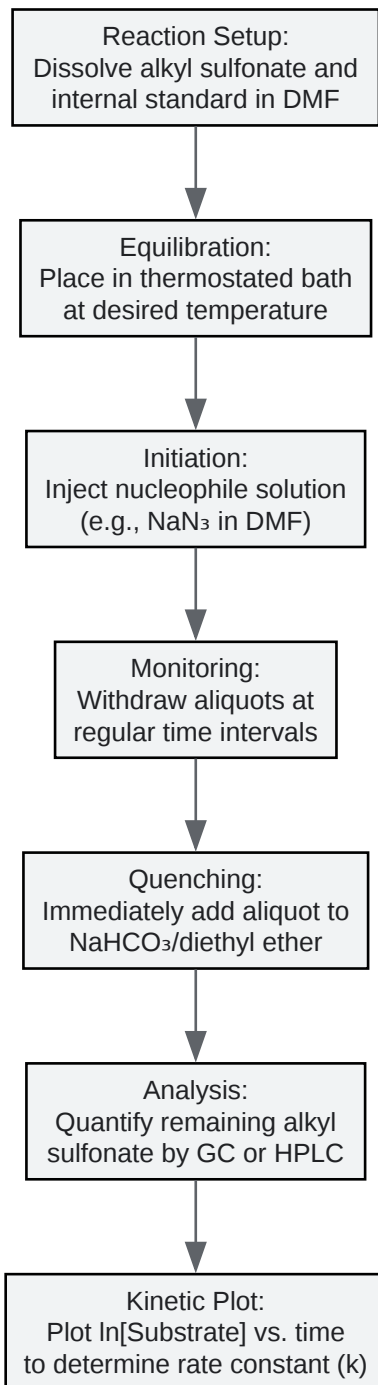 Reaction Setup:
Dissolve alkyl sulfonate and
internal standard in DMF
Equilibration:
Place in thermostated bath
at desired temperature
Initiation:
Inject nucleophile solution
(e.g., NaN₃ in DMF)
Monitoring:
Withdraw aliquots at
regular time intervals
Quenching:
Immediately add aliquot to
NaHCO₃/diethyl ether
Analysis:
Quantify remaining alkyl
sulfonate by GC or HPLC
Kinetic Plot:
Plot ln[Substrate] vs. time
to determine rate constant (k)